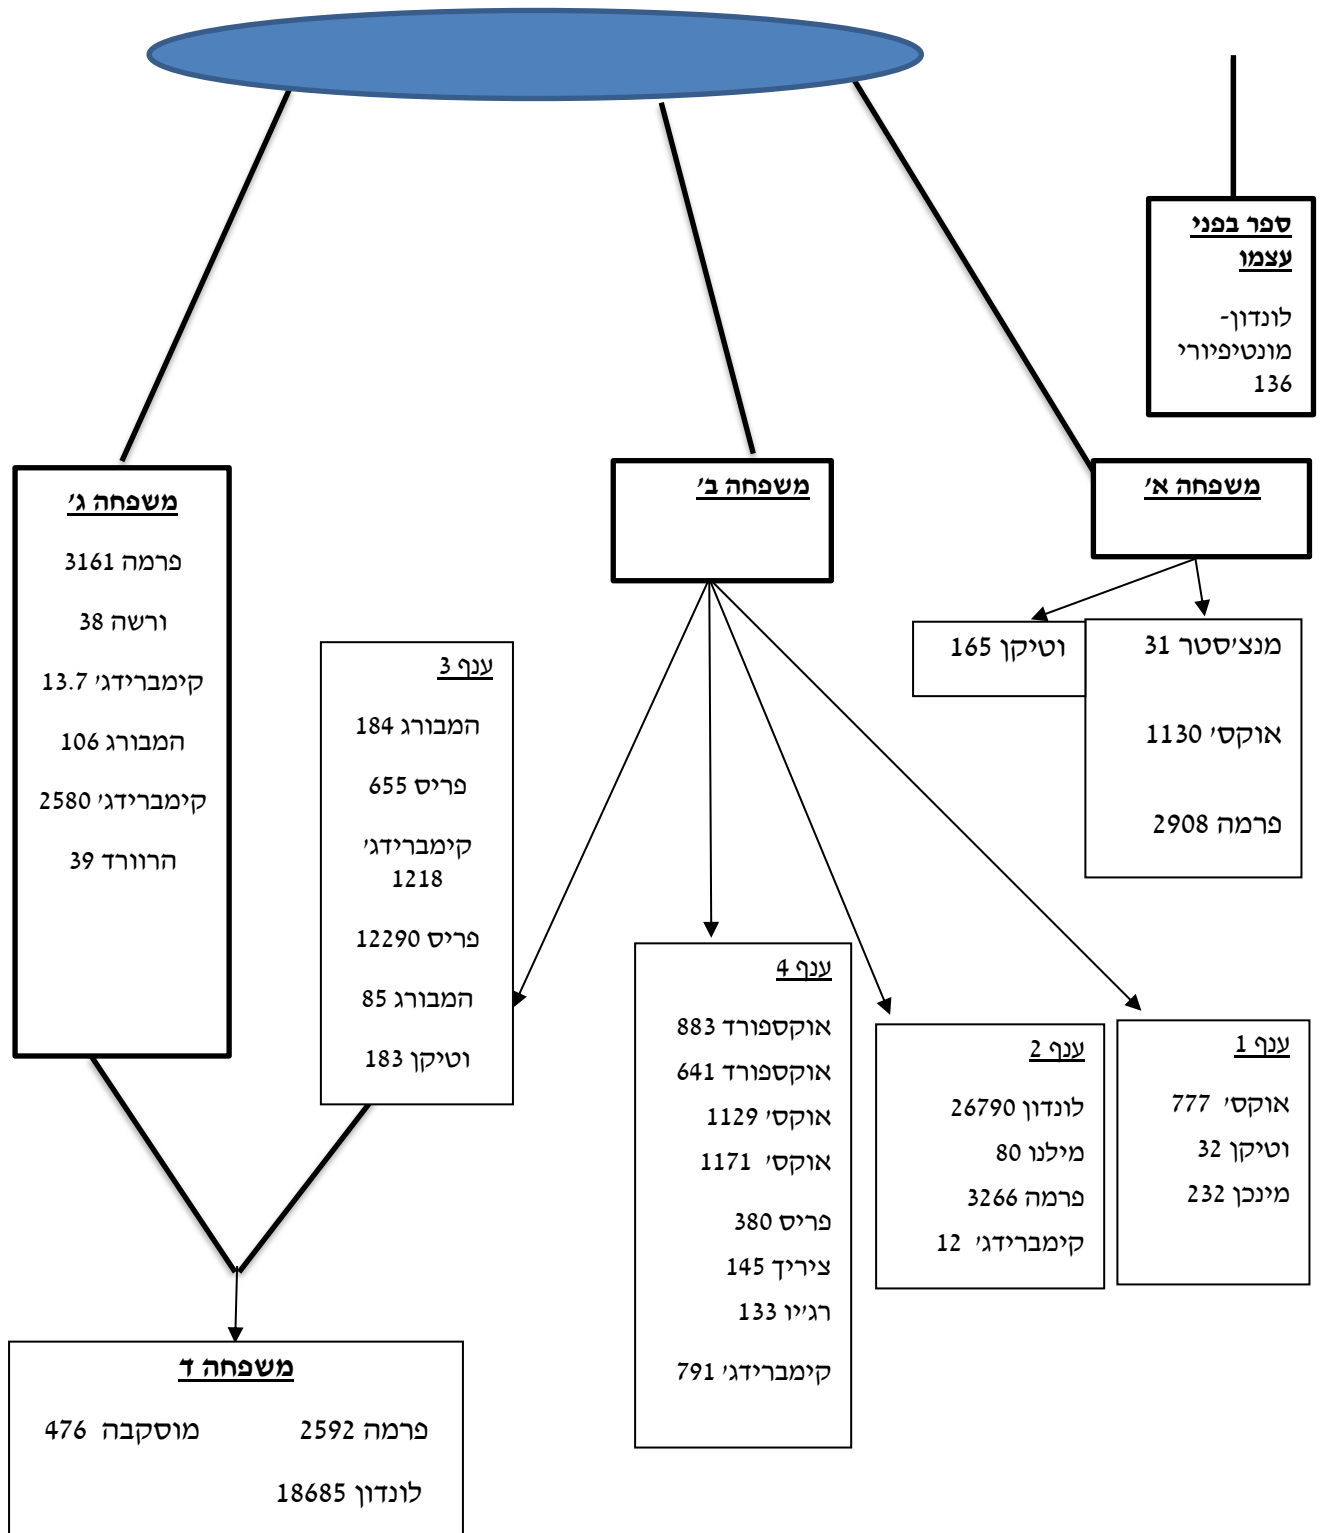 ספר בפני
עצמו
לונדון-
מונטיפיורי
136
משפחה א'
מנצ'סטר 31
אוקס' 1130
פרמה 2908
וטיקן 165
משפחה ב'
ענף 1
אוקס' 777
וטיקן 32
מינכן 232
ענף 2
לונדון 26790
מילנו 80
פרמה 3266
קימברידג' 12
ענף 4
אוקספורד 883
אוקספורד 641
אוקס' 1129
אוקס' 1171
פריס 380
ציריך 145
רג'יו 133
קימברידג' 791
ענף 3
המבורג 184
פריס 655
קימברידג'
1218
פריס 12290
המבורג 85
וטיקן 183
משפחה ג'
פרמה 3161
ורשה 38
קימברידג' 13.7
המבורג 106
קימברידג' 2580
הרוורד 39
משפחה ד
פרמה 2592 מוסקבה 476
לונדון 18685